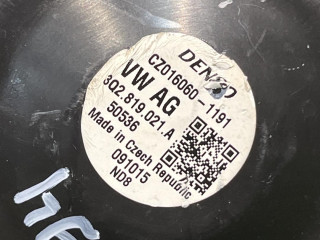 DENSO
CZ016060-1191
VW AG
3Q2.819.021.A
50536
Made in Czech Republic
091015
ND8